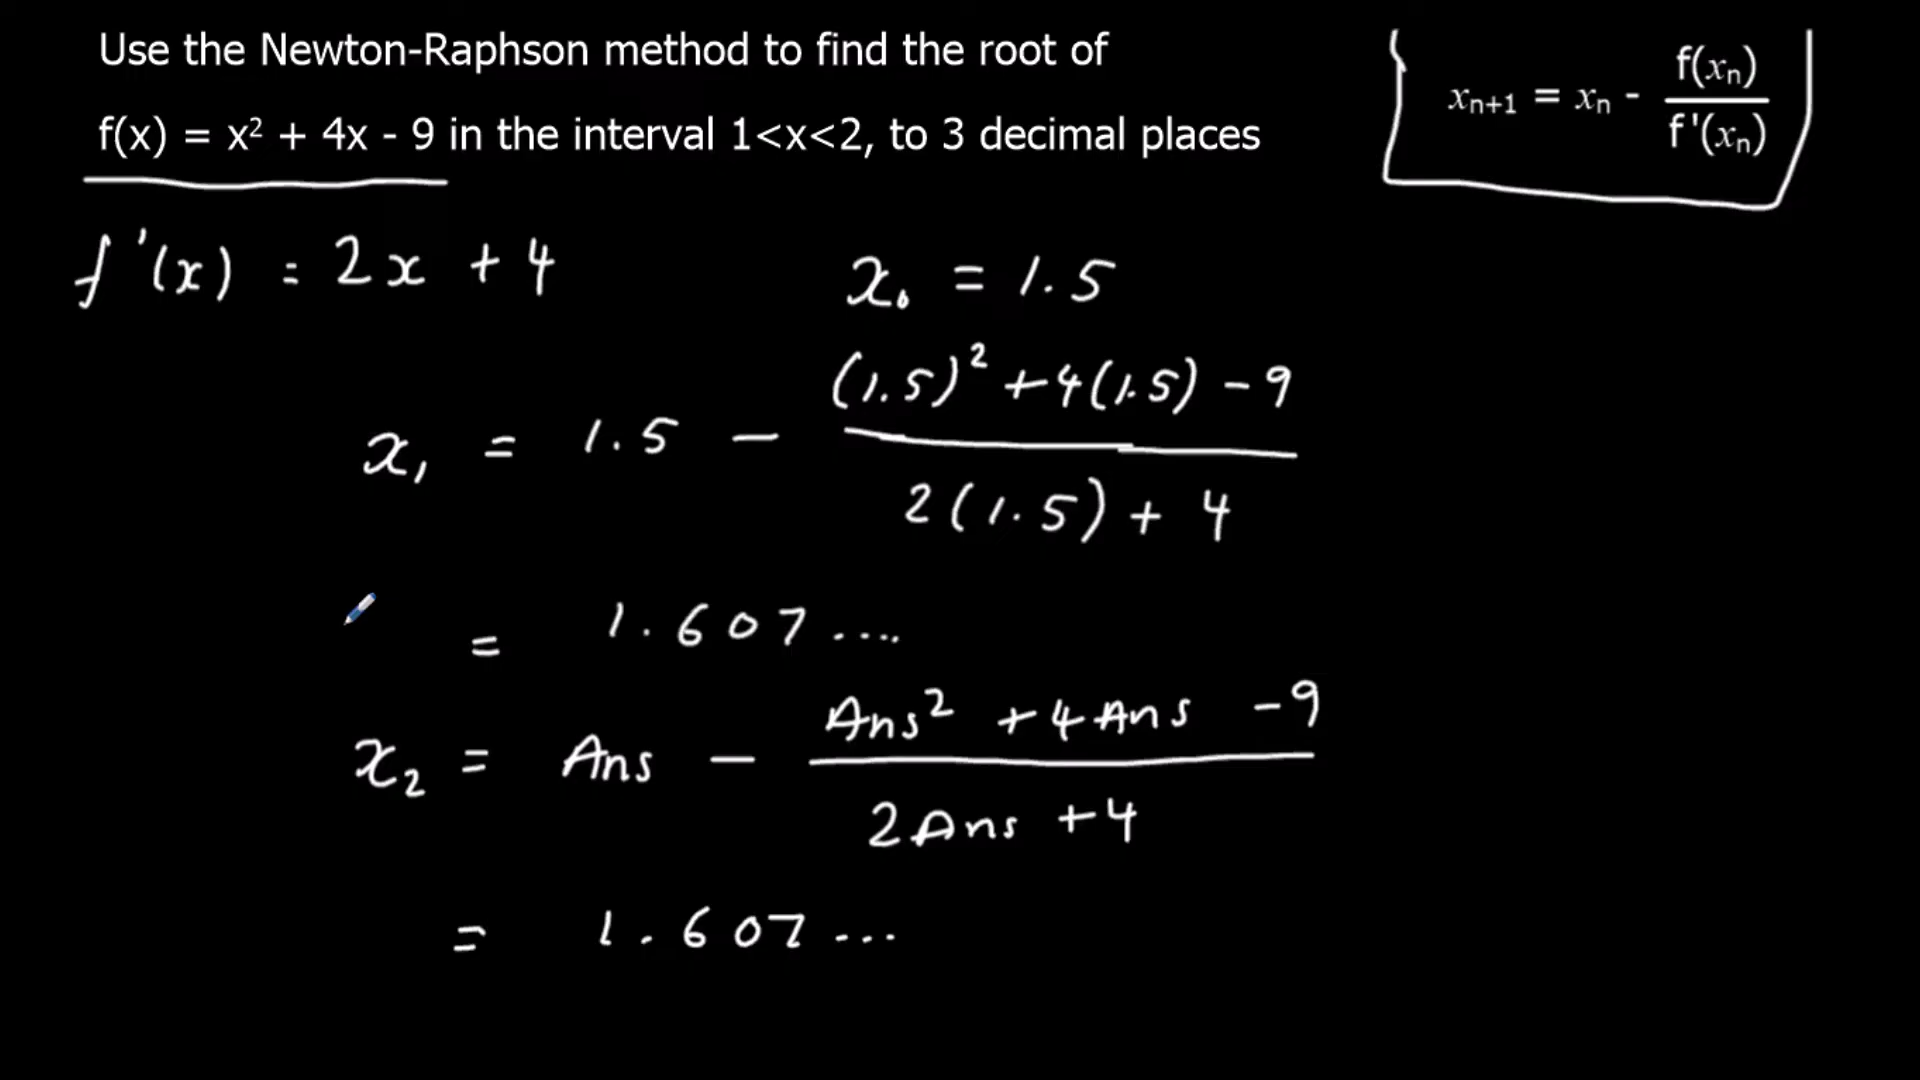 Use the Newton-Raphson method to find the root of
f(x) = x² + 4x - 9 in the interval 1<x<2, to 3 decimal places
xₙ₊₁ = xₙ - f(xₙ) / f'(xₙ)
f'(x) = 2x + 4
x₀ = 1.5
x₁ = 1.5 - (1.5)² + 4(1.5) - 9 / 2(1.5) + 4
= 1.607....
x₂ = Ans - Ans² + 4Ans - 9 / 2Ans + 4
= 1.607...